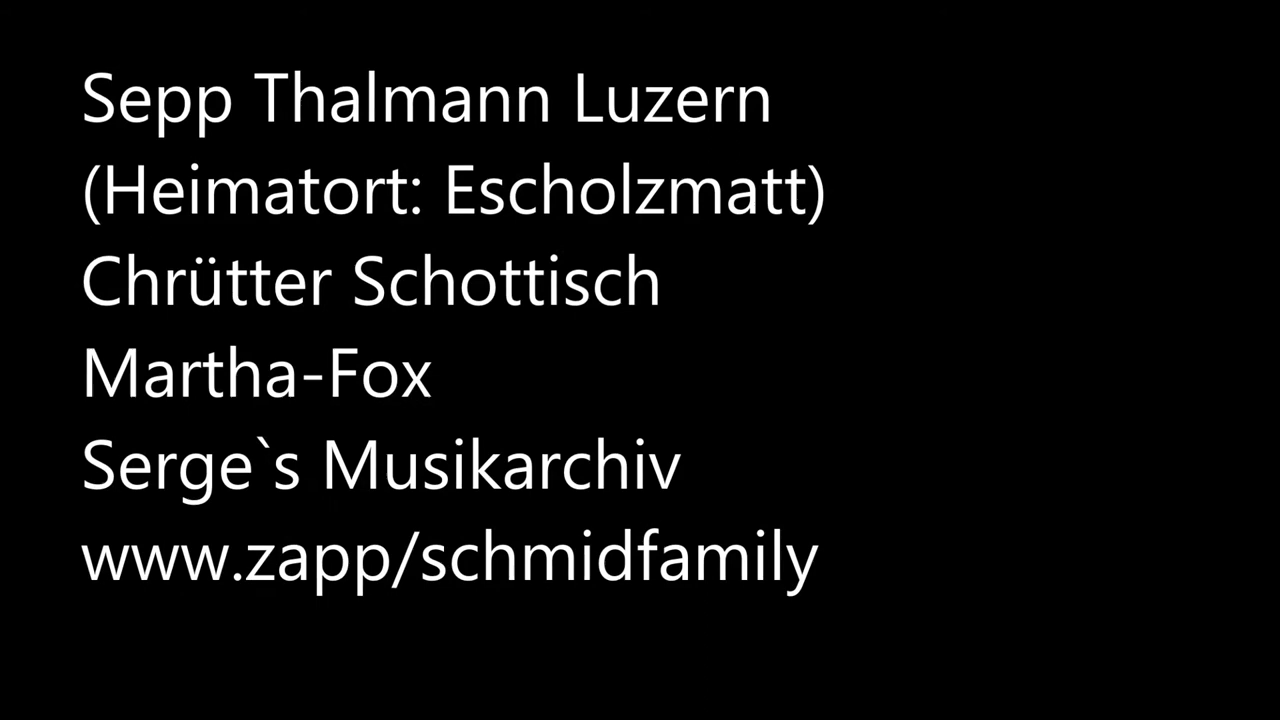 Sepp Thalmann Luzern
(Heimatort: Escholzmatt)
Chrütter Schottisch
Martha-Fox
Serge`s Musikarchiv
www.zapp/schmidfamily